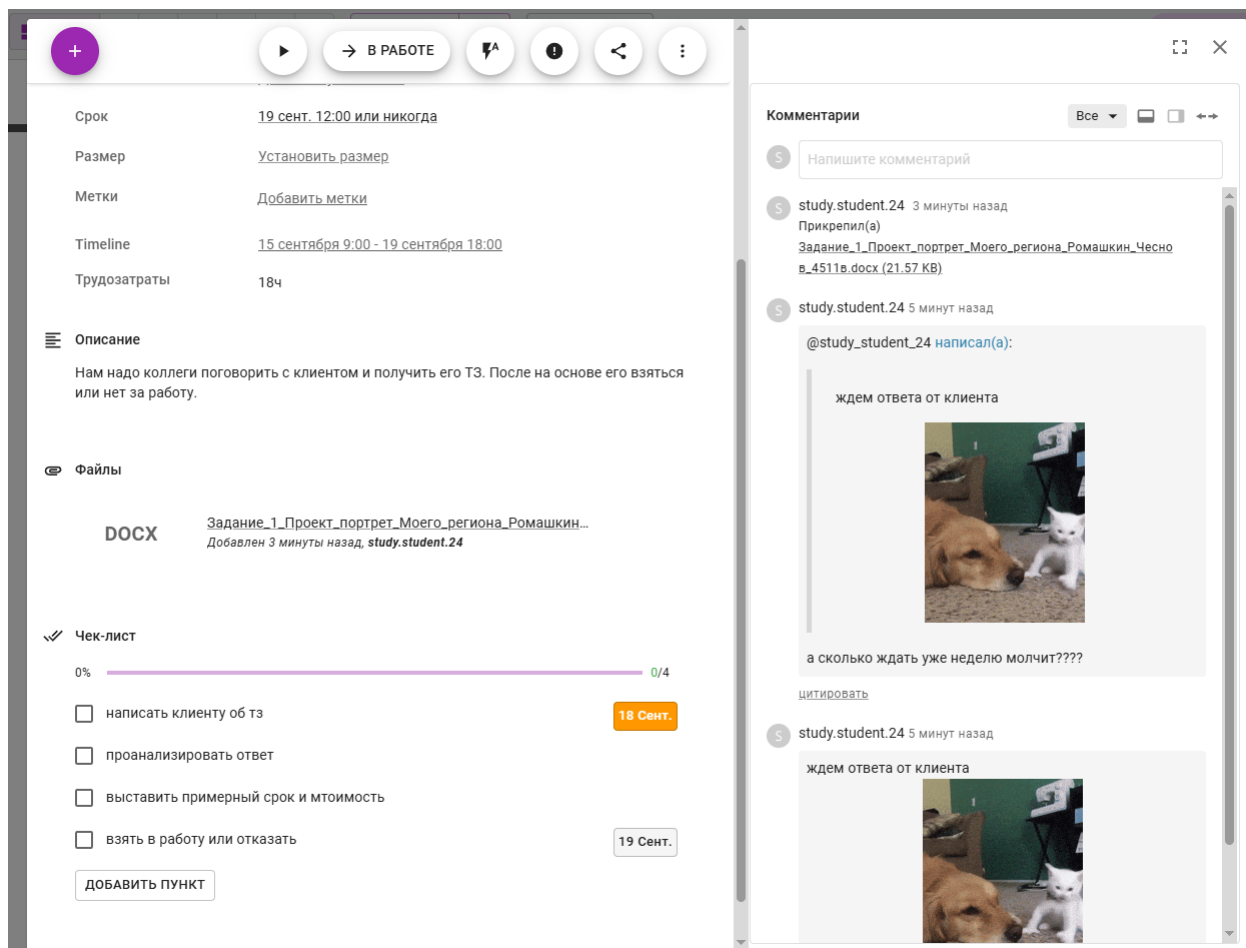 В РАБОТЕ
Срок
19 сент. 12:00 или никогда
Размер
Установить размер
Метки
Добавить метки
Timeline
15 сентября 9:00 - 19 сентября 18:00
Трудозатраты
18ч
Описание
Нам надо коллеги поговорить с клиентом и получить его ТЗ. После на основе его взяться
или нет за работу.
Файлы
DOCX
Задание_1_Проект_портрет_Моего_региона_Ромашкин...
Добавлен 3 минуты назад, study.student.24
Чек-лист
0%
0/4
написать клиенту об тз
18 Сент.
проанализировать ответ
выставить примерный срок и мтоимость
взять в работу или отказать
19 Сент.
ДОБАВИТЬ ПУНКТ
Комментарии
Все
S
Напишите комментарий
S
study.student.24 3 минуты назад
Прикрепил(а)
Задание_1_Проект_портрет_Моего_региона_Ромашкин_Чесно
в_4511в.docx (21.57 KB)
S
study.student.24 5 минут назад
@study_student_24 написал(а):
ждем ответа от клиента
а сколько ждать уже неделю молчит????
цитировать
S
study.student.24 5 минут назад
ждем ответа от клиента